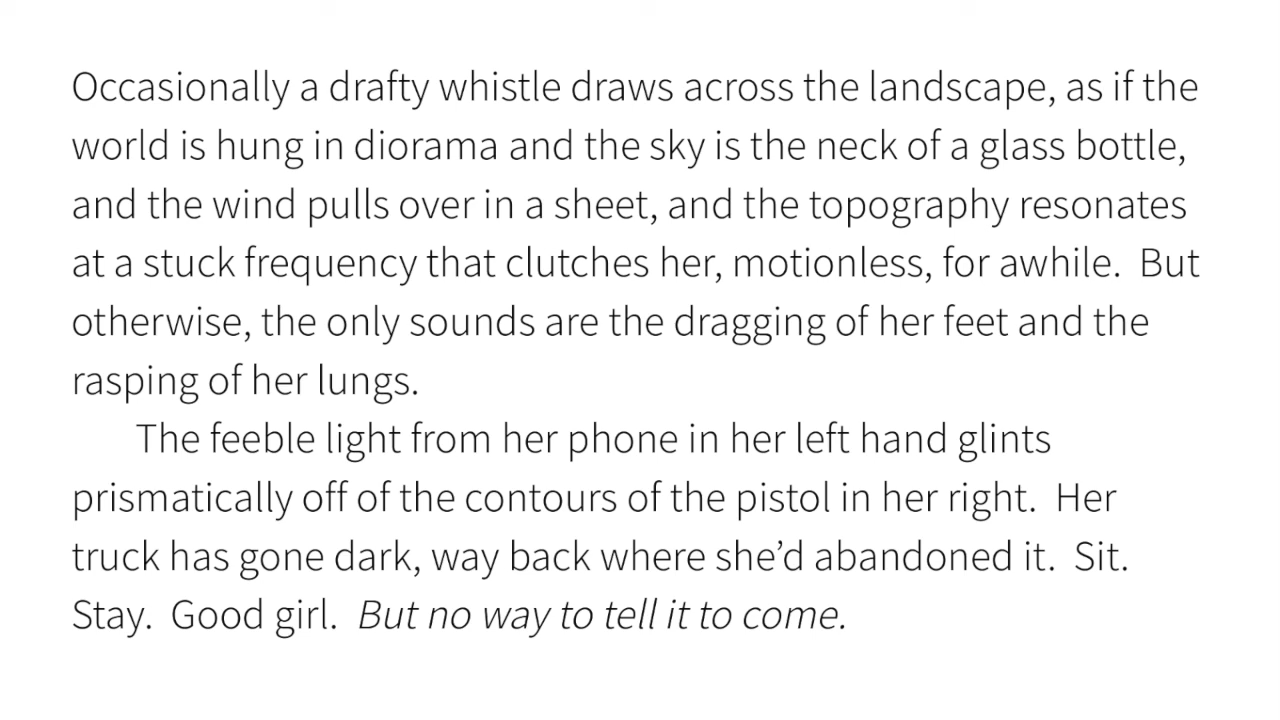 Occasionally a drafty whistle draws across the landscape, as if the
world is hung in diorama and the sky is the neck of a glass bottle,
and the wind pulls over in a sheet, and the topography resonates
at a stuck frequency that clutches her, motionless, for awhile.  But
otherwise, the only sounds are the dragging of her feet and the
rasping of her lungs.
The feeble light from her phone in her left hand glints
prismatically off of the contours of the pistol in her right.  Her
truck has gone dark, way back where she’d abandoned it.  Sit.
Stay.  Good girl.  But no way to tell it to come.